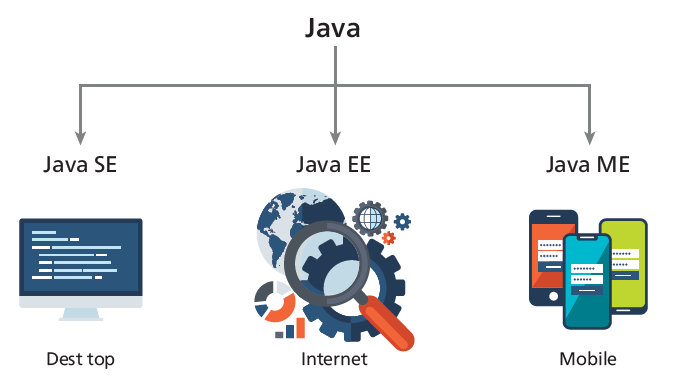 Java
Java SE
Java EE
Java ME
Dest top
Internet
Mobile